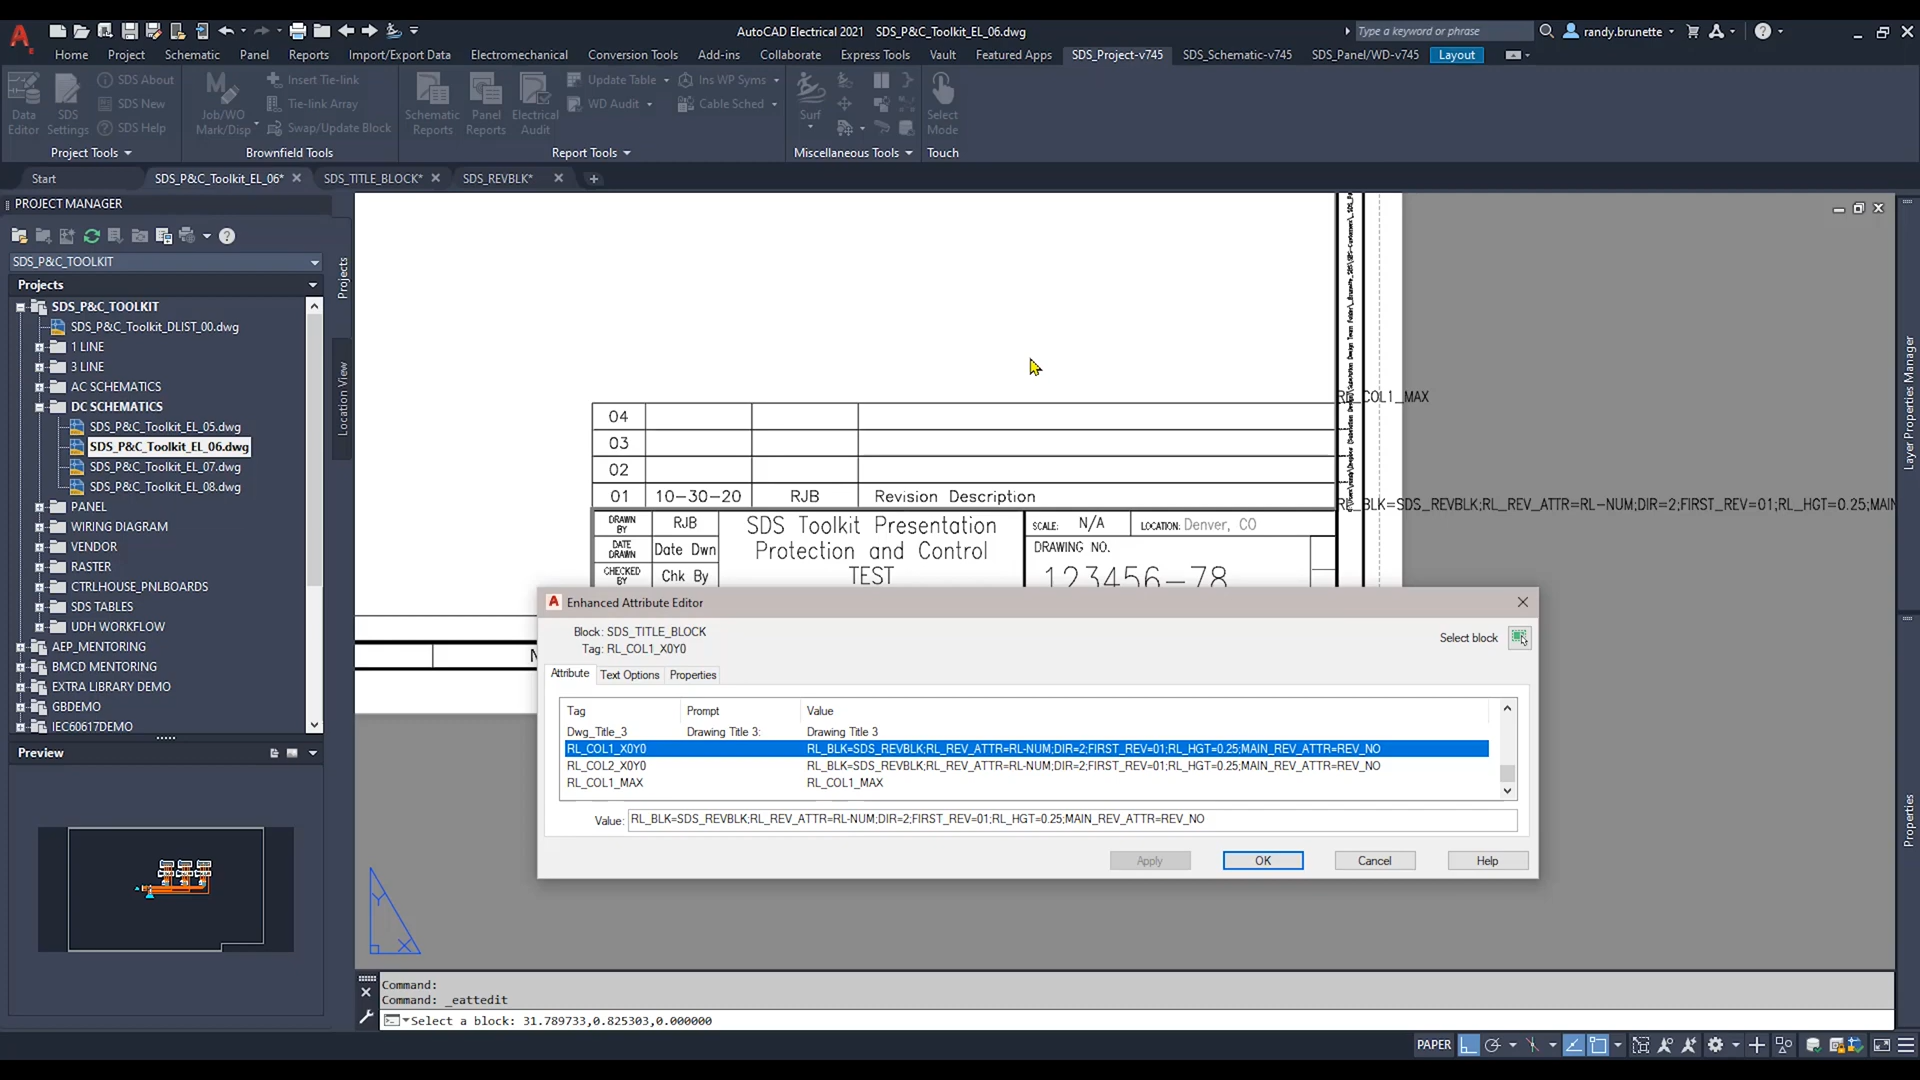 AutoCAD Electrical 2021 SDS_P&C_Toolkit_EL_06.dwg
Type a keyword or phrase
randy.brunette
Home Project Schematic Panel Reports Import/Export Data Electromechanical Conversion Tools Add-ins Collaborate Express Tools Vault Featured Apps SDS_Project-v745 SDS_Schematic-v745 SDS_Panel/WD-v745 Layout
Data Editor
SDS Settings
SDS About
SDS New
SDS Help
Job/WO Mark/Disp
Insert Tie-link
Tie-link Array
Swap/Update Block
Schematic Reports
Panel Reports
Electrical Audit
Update Table
WD Audit
Ins WP Syms
Cable Sched
Surf
Select Mode
Project Tools Brownfield Tools Report Tools Miscellaneous Tools Touch
Start SDS_P&C_Toolkit_EL_06* SDS_TITLE_BLOCK* SDS_REVBLK*
PROJECT MANAGER
SDS_P&C_TOOLKIT
Projects
SDS_P&C_TOOLKIT
SDS_P&C_Toolkit_DLIST_00.dwg
1 LINE
3 LINE
AC SCHEMATICS
DC SCHEMATICS
SDS_P&C_Toolkit_EL_05.dwg
SDS_P&C_Toolkit_EL_06.dwg
SDS_P&C_Toolkit_EL_07.dwg
SDS_P&C_Toolkit_EL_08.dwg
PANEL
WIRING DIAGRAM
VENDOR
RASTER
CTRLHOUSE_PNLBOARDS
SDS TABLES
UDH WORKFLOW
AEP_MENTORING
BMCD MENTORING
EXTRA LIBRARY DEMO
GBDEMO
IEC60617DEMO
Preview
Projects
Location View
RL_COL1_MAX
04
03
02
01 10-30-20 RJB Revision Description
RL_BLK=SDS_REVBLK;RL_REV_ATTR=RL-NUM;DIR=2;FIRST_REV=01;RL_HGT=0.25;MAIN
DRAWN BY RJB
DATE DRAWN Date Dwn
CHECKED BY Chk By
SDS Toolkit Presentation
Protection and Control
TEST
SCALE: N/A LOCATION: Denver, CO
DRAWING NO.
123456-78
N
Enhanced Attribute Editor
Block: SDS_TITLE_BLOCK
Tag: RL_COL1_X0Y0
Select block
Attribute Text Options Properties
Tag Prompt Value
Dwg_Title_3 Drawing Title 3: Drawing Title 3
RL_COL1_X0Y0 RL_BLK=SDS_REVBLK;RL_REV_ATTR=RL-NUM;DIR=2;FIRST_REV=01;RL_HGT=0.25;MAIN_REV_ATTR=REV_NO
RL_COL2_X0Y0 RL_BLK=SDS_REVBLK;RL_REV_ATTR=RL-NUM;DIR=2;FIRST_REV=01;RL_HGT=0.25;MAIN_REV_ATTR=REV_NO
RL_COL1_MAX RL_COL1_MAX
Value: RL_BLK=SDS_REVBLK;RL_REV_ATTR=RL-NUM;DIR=2;FIRST_REV=01;RL_HGT=0.25;MAIN_REV_ATTR=REV_NO
Apply OK Cancel Help
Y
X
Layer Properties Manager
Properties
Command:
Command: _eattedit
Select a block: 31.789733,0.825303,0.000000
PAPER